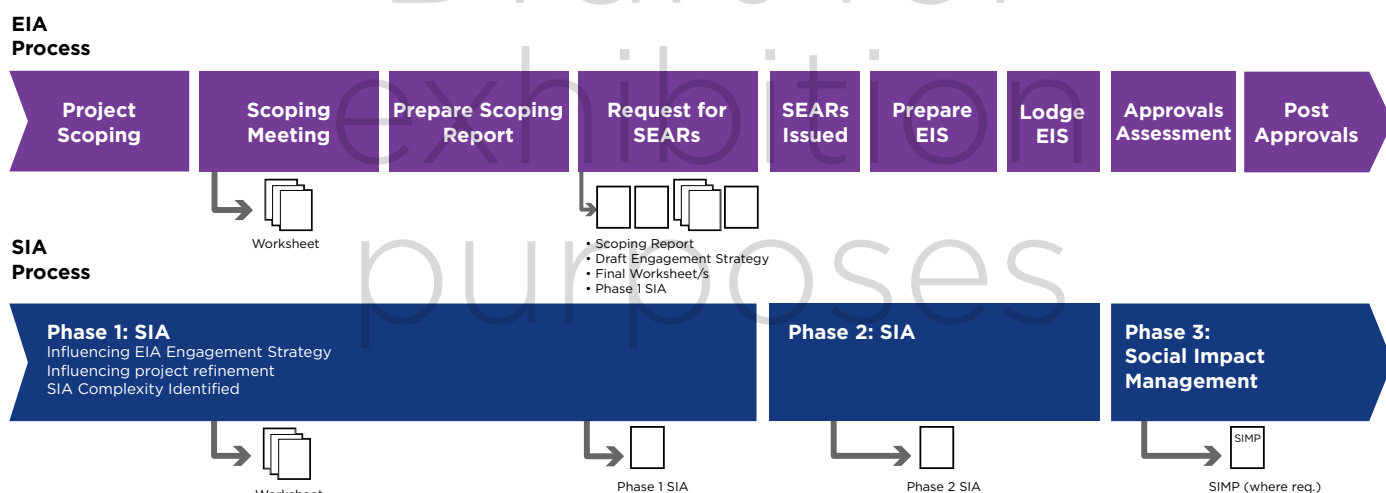 Draft for
EIA
Process
exhibition
Project
Scoping
Scoping
Meeting
Prepare Scoping
Report
Request for
SEARs
SEARs
Issued
Prepare
EIS
Lodge
EIS
Approvals
Assessment
Post
Approvals
Worksheet
• Scoping Report
• Draft Engagement Strategy
• Final Worksheet/s
• Phase 1 SIA
purposes
SIA
Process
Phase 1: SIA
Influencing EIA Engagement Strategy
Influencing project refinement
SIA Complexity Identified
Phase 2: SIA
Phase 3:
Social Impact
Management
SIMP
Worksheet
Phase 1 SIA
Phase 2 SIA
SIMP (where req.)